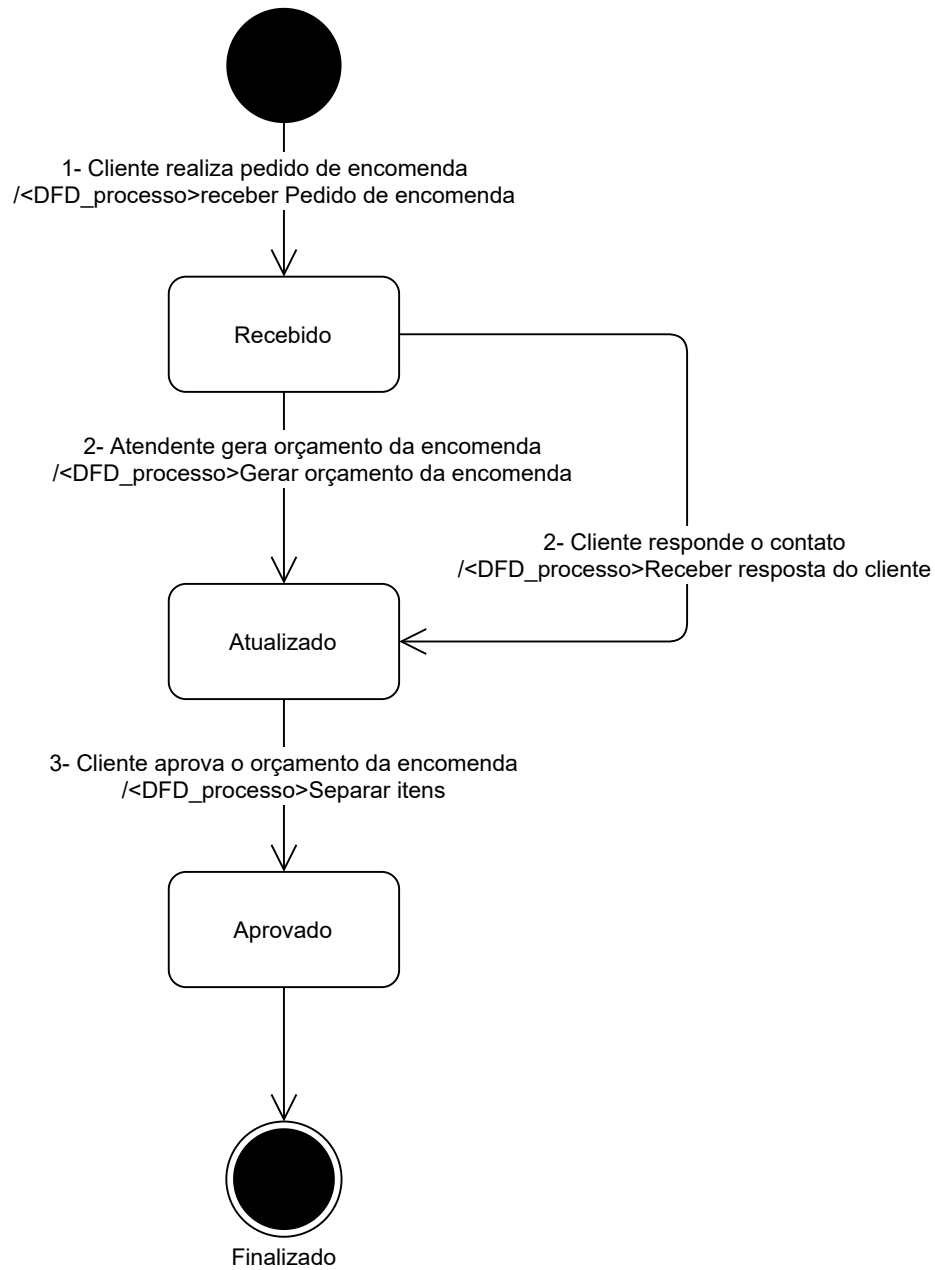 1- Cliente realiza pedido de encomenda
/<DFD_processo>receber Pedido de encomenda
Recebido
2- Atendente gera orçamento da encomenda
/<DFD_processo>Gerar orçamento da encomenda
2- Cliente responde o contato
/<DFD_processo>Receber resposta do cliente
Atualizado
3- Cliente aprova o orçamento da encomenda
/<DFD_processo>Separar itens
Aprovado
Finalizado